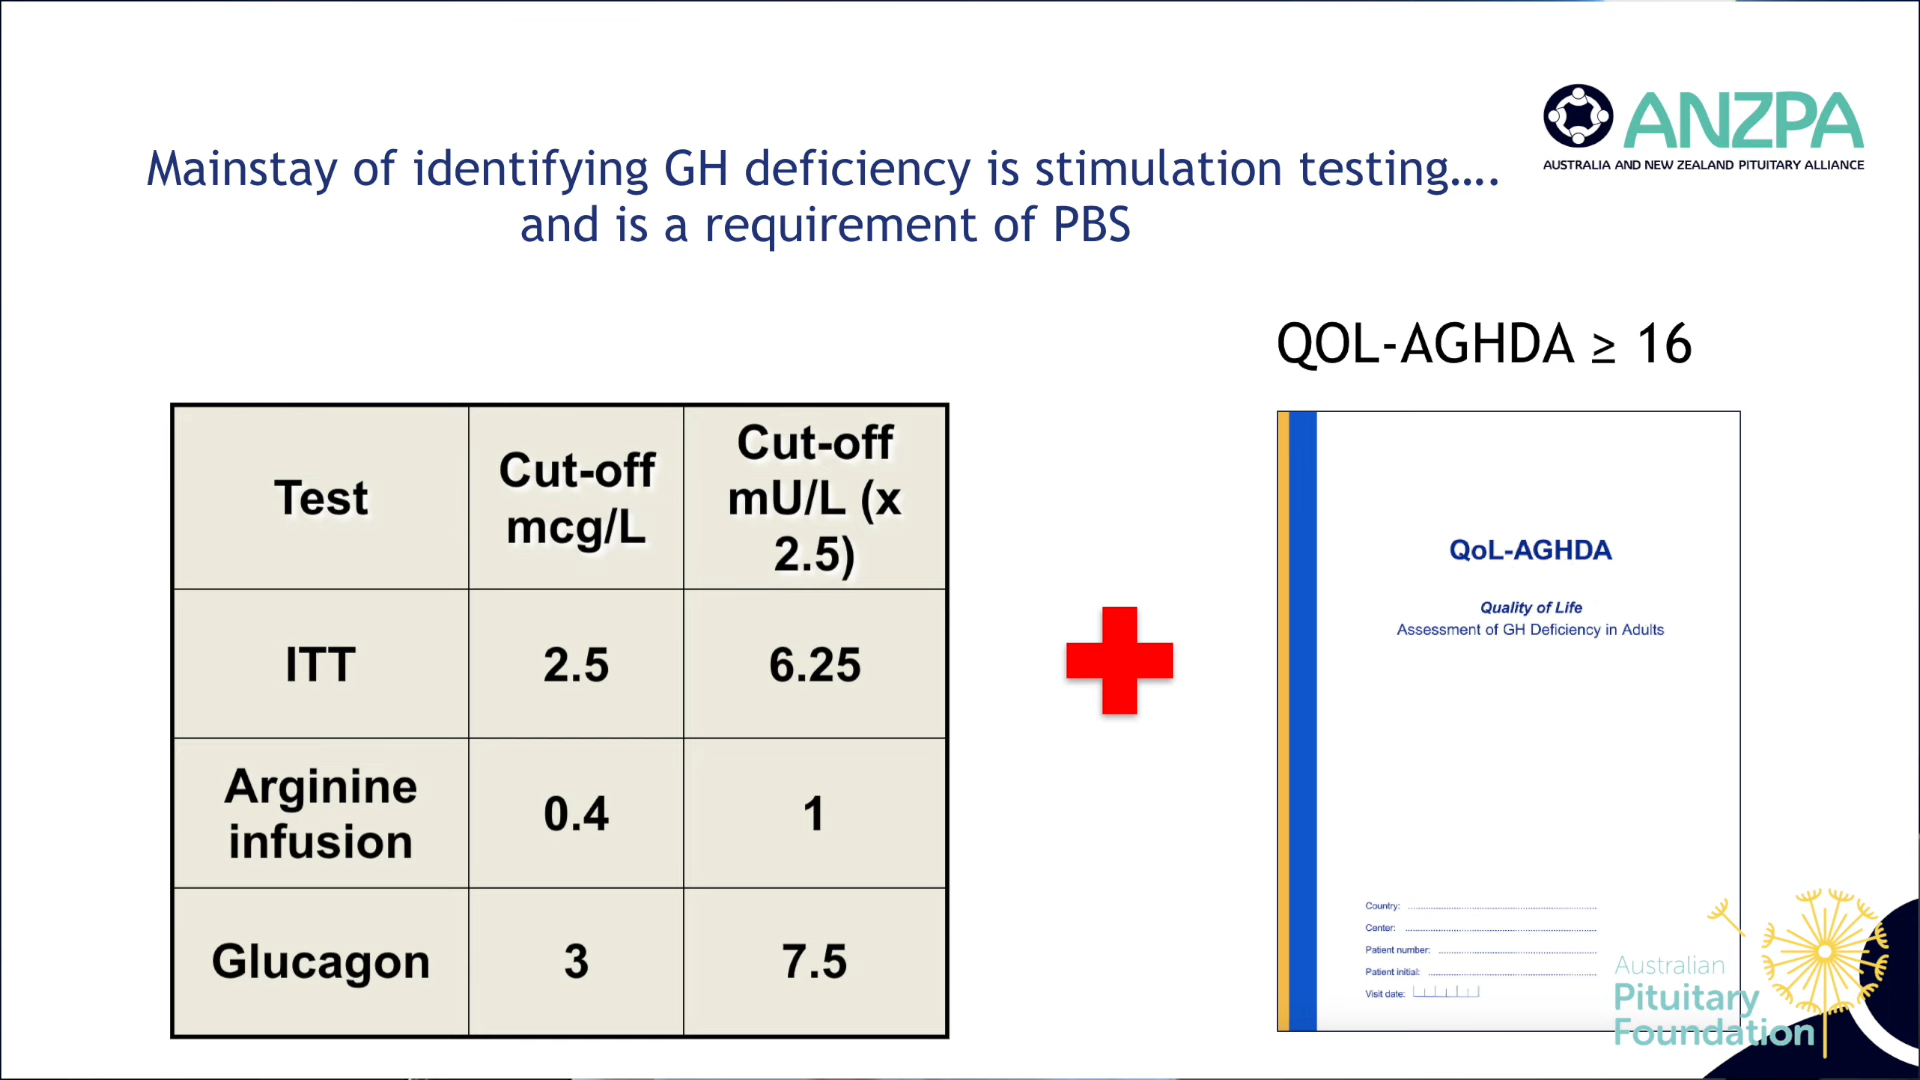 ANZPA
AUSTRALIA AND NEW ZEALAND PITUITARY ALLIANCE
Mainstay of identifying GH deficiency is stimulation testing....
and is a requirement of PBS
QOL-AGHDA ≥ 16
Test
Cut-off
mcg/L
Cut-off
mU/L (x
2.5)
ITT
2.5
6.25
Arginine
infusion
0.4
1
Glucagon
3
7.5
QoL-AGHDA
Quality of Life
Assessment of GH Deficiency in Adults
Country:
Center:
Patient number:
Patient initial:
Visit date:
Australian
Pituitary
Foundation